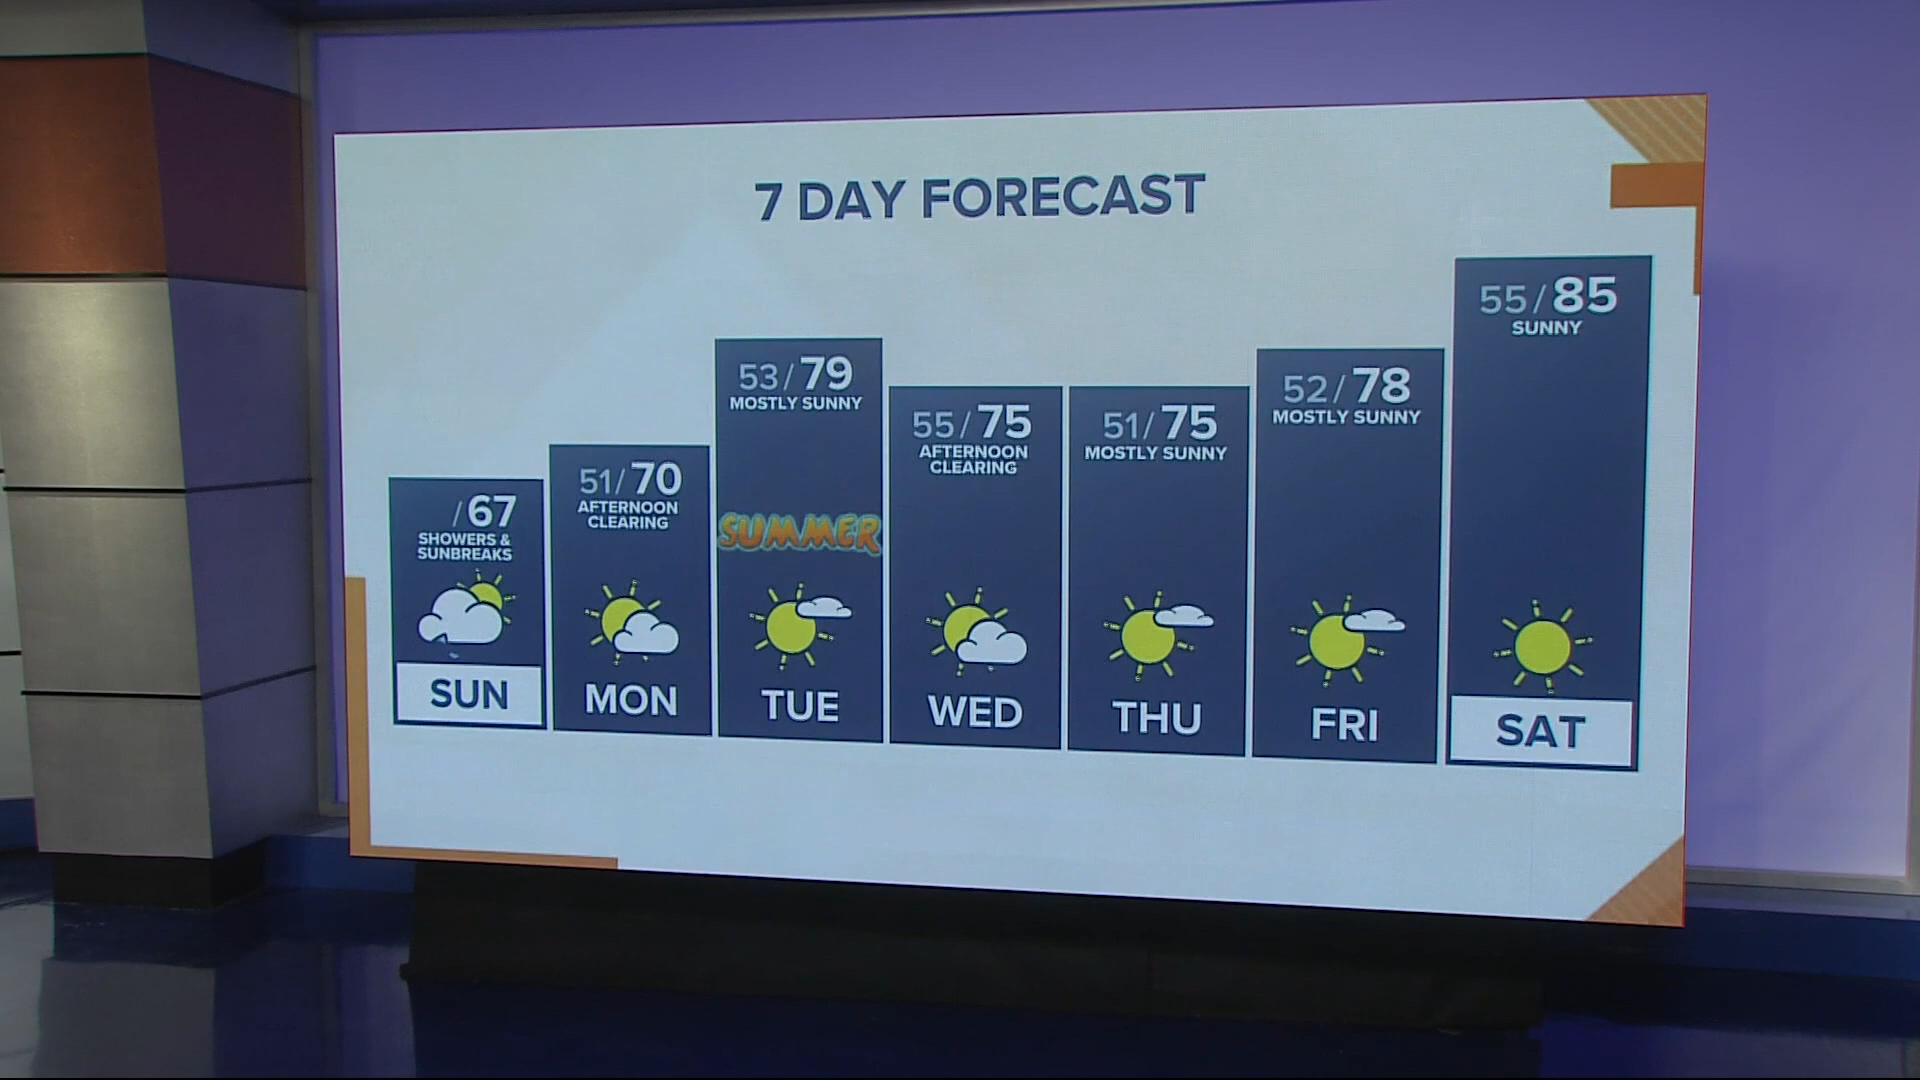 7 DAY FORECAST
/67
SHOWERS &
SUNBREAKS
SUN
51/70
AFTERNOON
CLEARING
MON
53/79
MOSTLY SUNNY
SUMMER
TUE
55/75
AFTERNOON
CLEARING
WED
51/75
MOSTLY SUNNY
THU
52/78
MOSTLY SUNNY
FRI
55/85
SUNNY
SAT